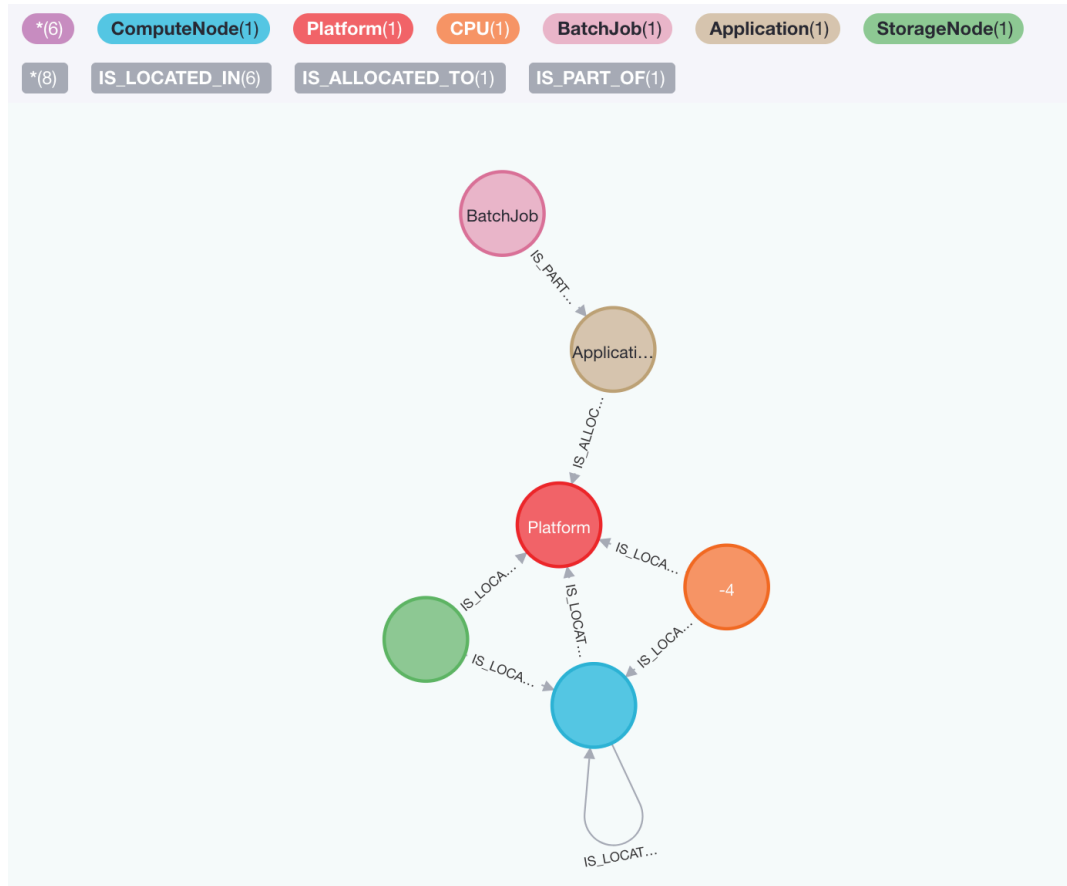 *(6) ComputeNode(1) Platform(1) CPU(1) BatchJob(1) Application(1) StorageNode(1)
*(8) IS_LOCATED_IN(6) IS_ALLOCATED_TO(1) IS_PART_OF(1)
BatchJob
IS_PART…
Applicati…
IS_ALLOC…
Platform
IS_LOCA…
-4
IS_LOCA…
IS_LOCAT…
IS_LOCA…
IS_LOCA…
IS_LOCAT…